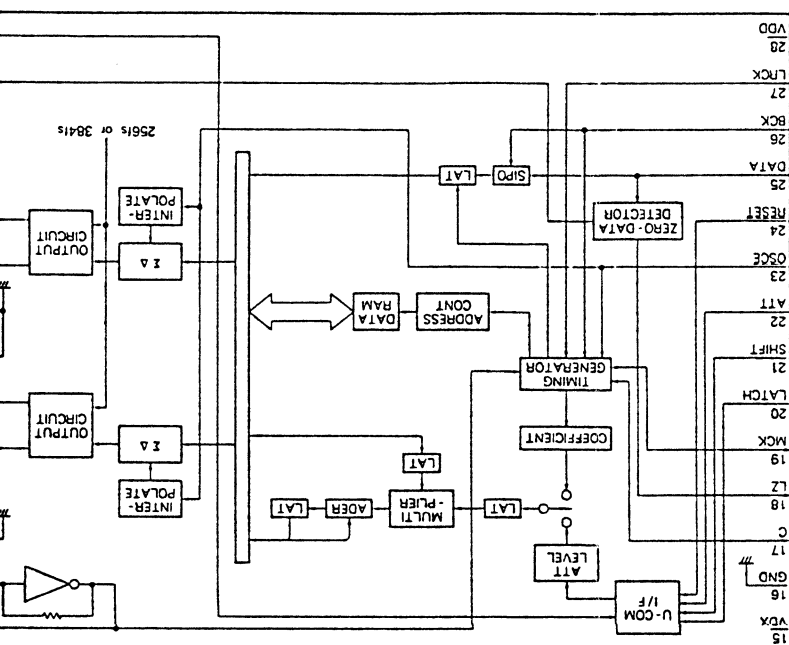 15
VDX
16
GND
17
C
18
LZ
19
MCK
20
LATCH
21
SHIFT
22
ATT
23
OSCE
24
RESET
25
DATA
26
BCK
27
LRCK
28
VDD
U-COM
I/F
ATT
LEVEL
LAT
MULTI
-PLIER
ADER
LAT
LAT
COEFFICIENT
TIMING
GENERATOR
ADDRESS
CONT
DATA
RAM
ZERO-DATA
DETECTOR
SiPO
LAT
INTER-
POLATE
Σ Δ
OUTPUT
CIRCUIT
Σ Δ
OUTPUT
CIRCUIT
INTER-
POLATE
256fs or 384fs